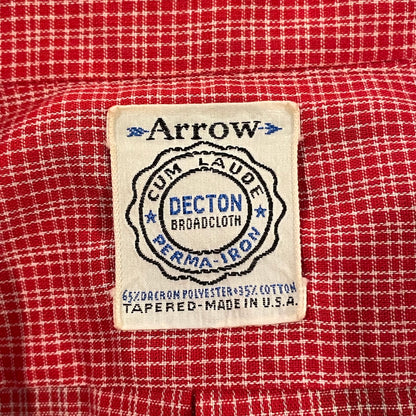 Arrow
CUM LAUDE
DECTON
BROADCLOTH
PERMA-IRON
65% DACRON POLYESTER•35% COTTON
TAPERED-MADE IN U.S.A.